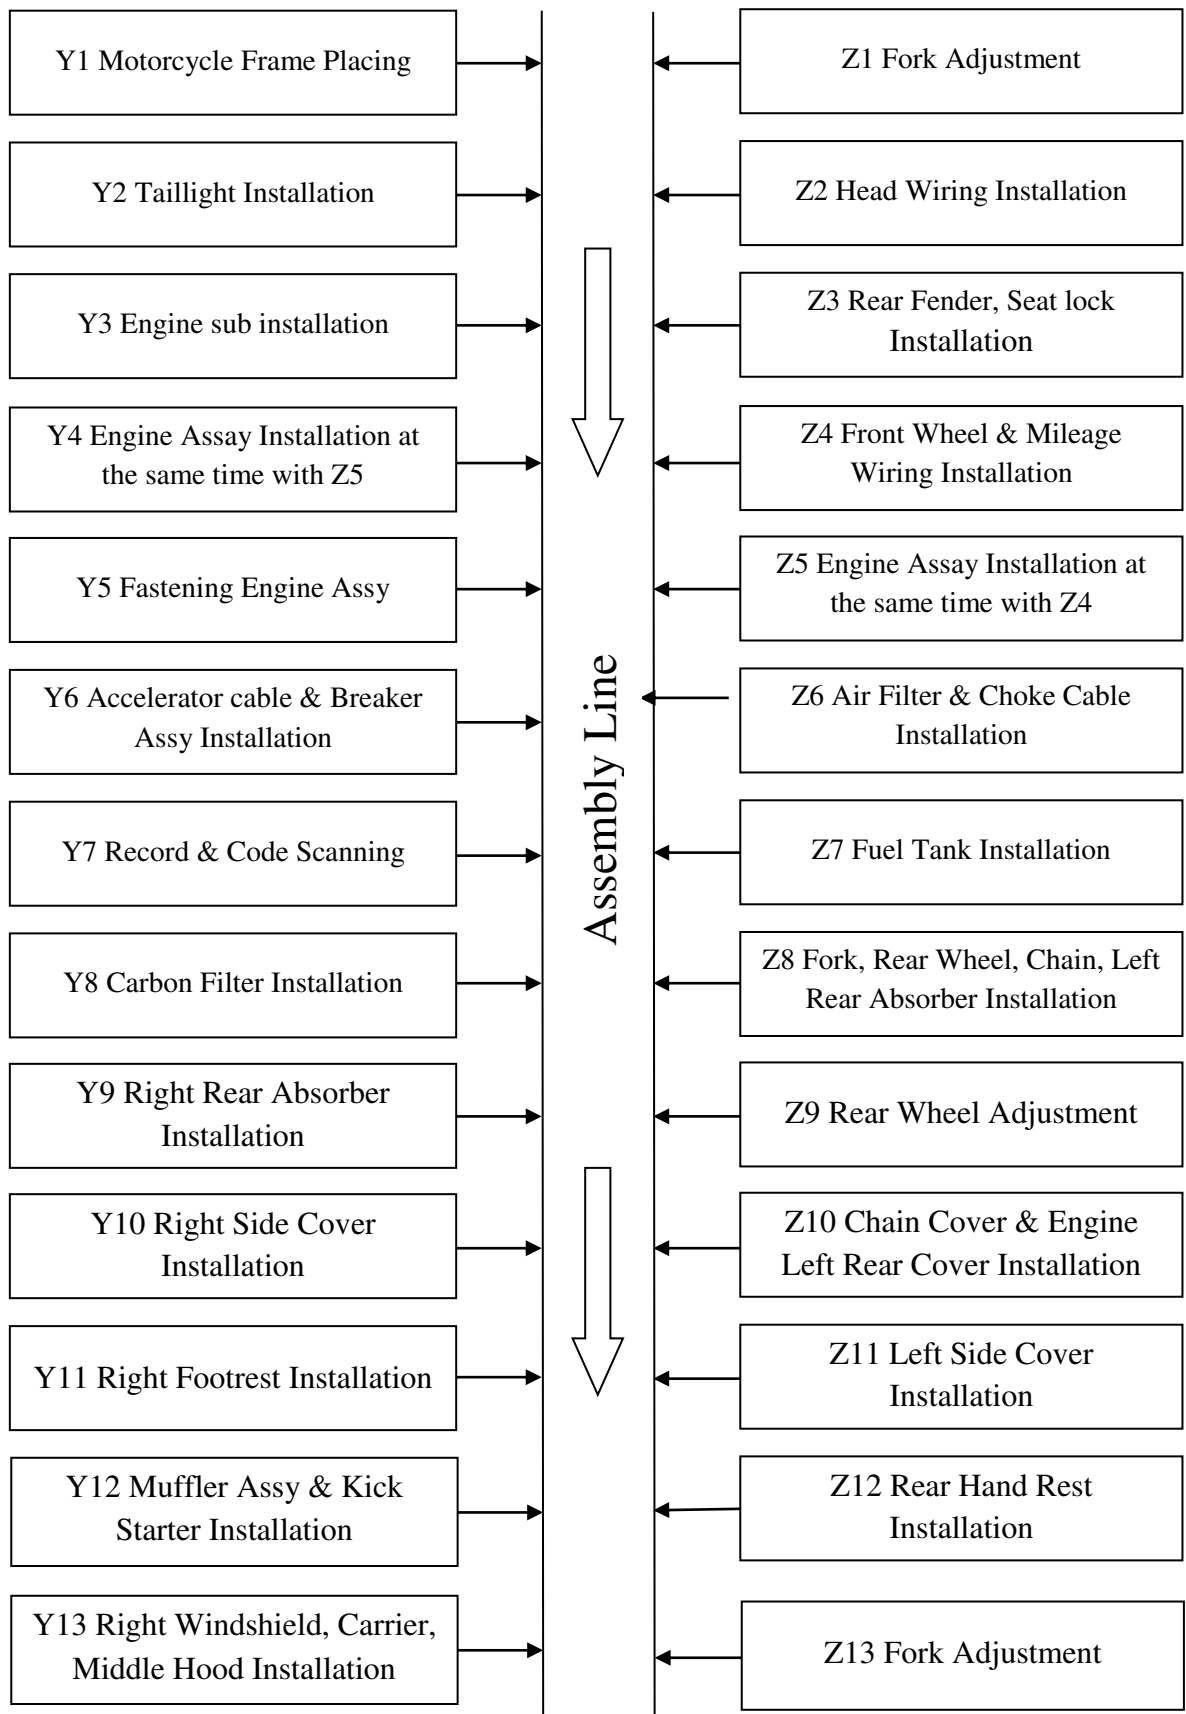 Y1 Motorcycle Frame Placing
Z1 Fork Adjustment
Y2 Taillight Installation
Z2 Head Wiring Installation
Y3 Engine sub installation
Z3 Rear Fender, Seat lock
Installation
Y4 Engine Assay Installation at
the same time with Z5
Z4 Front Wheel & Mileage
Wiring Installation
Y5 Fastening Engine Assy
Z5 Engine Assay Installation at
the same time with Z4
Assembly Line
Y6 Accelerator cable & Breaker
Assy Installation
Z6 Air Filter & Choke Cable
Installation
Y7 Record & Code Scanning
Z7 Fuel Tank Installation
Y8 Carbon Filter Installation
Z8 Fork, Rear Wheel, Chain, Left
Rear Absorber Installation
Y9 Right Rear Absorber
Installation
Z9 Rear Wheel Adjustment
Y10 Right Side Cover
Installation
Z10 Chain Cover & Engine
Left Rear Cover Installation
Y11 Right Footrest Installation
Z11 Left Side Cover
Installation
Y12 Muffler Assy & Kick
Starter Installation
Z12 Rear Hand Rest
Installation
Y13 Right Windshield, Carrier,
Middle Hood Installation
Z13 Fork Adjustment